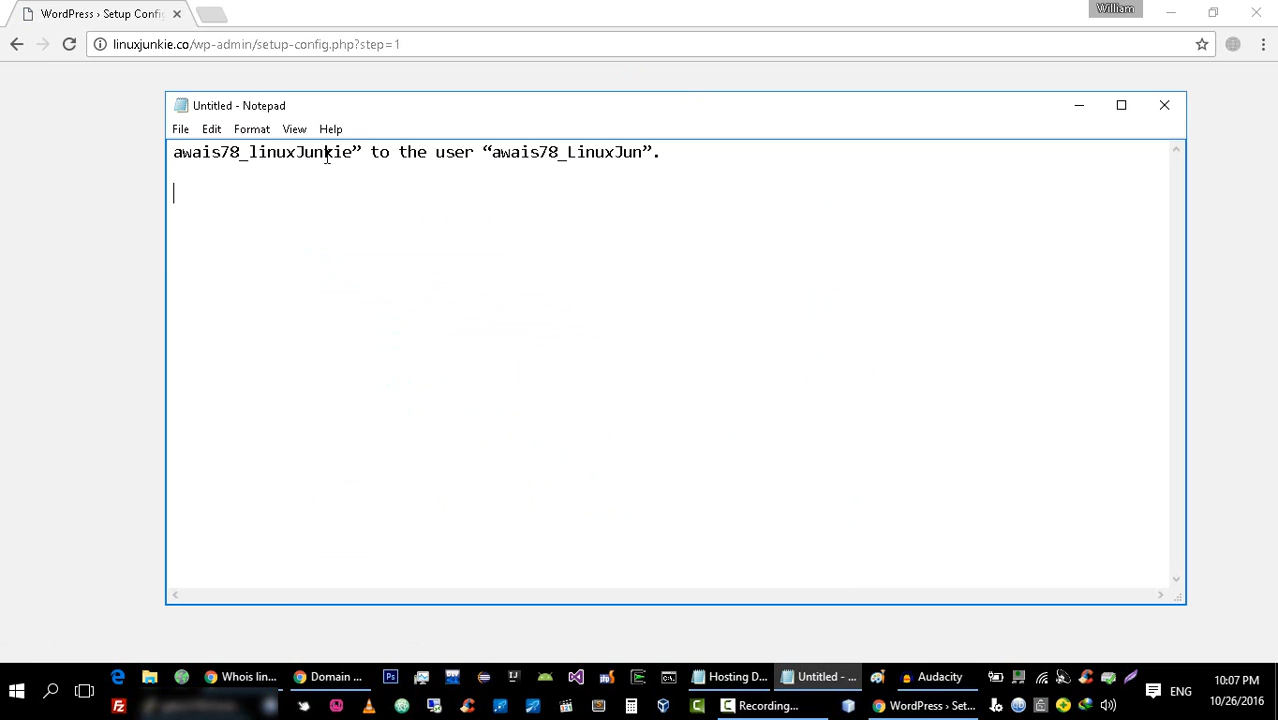 WordPress › Setup Config
William
linuxjunkie.co/wp-admin/setup-config.php?step=1
Untitled - Notepad
File Edit Format View Help
awais78_linuxJunkie” to the user “awais78_LinuxJun”.
Whois lin...
Domain ...
Hosting D...
Untitled - ...
Audacity
Recording....
WordPress › Set...
ENG
10:07 PM
10/26/2016